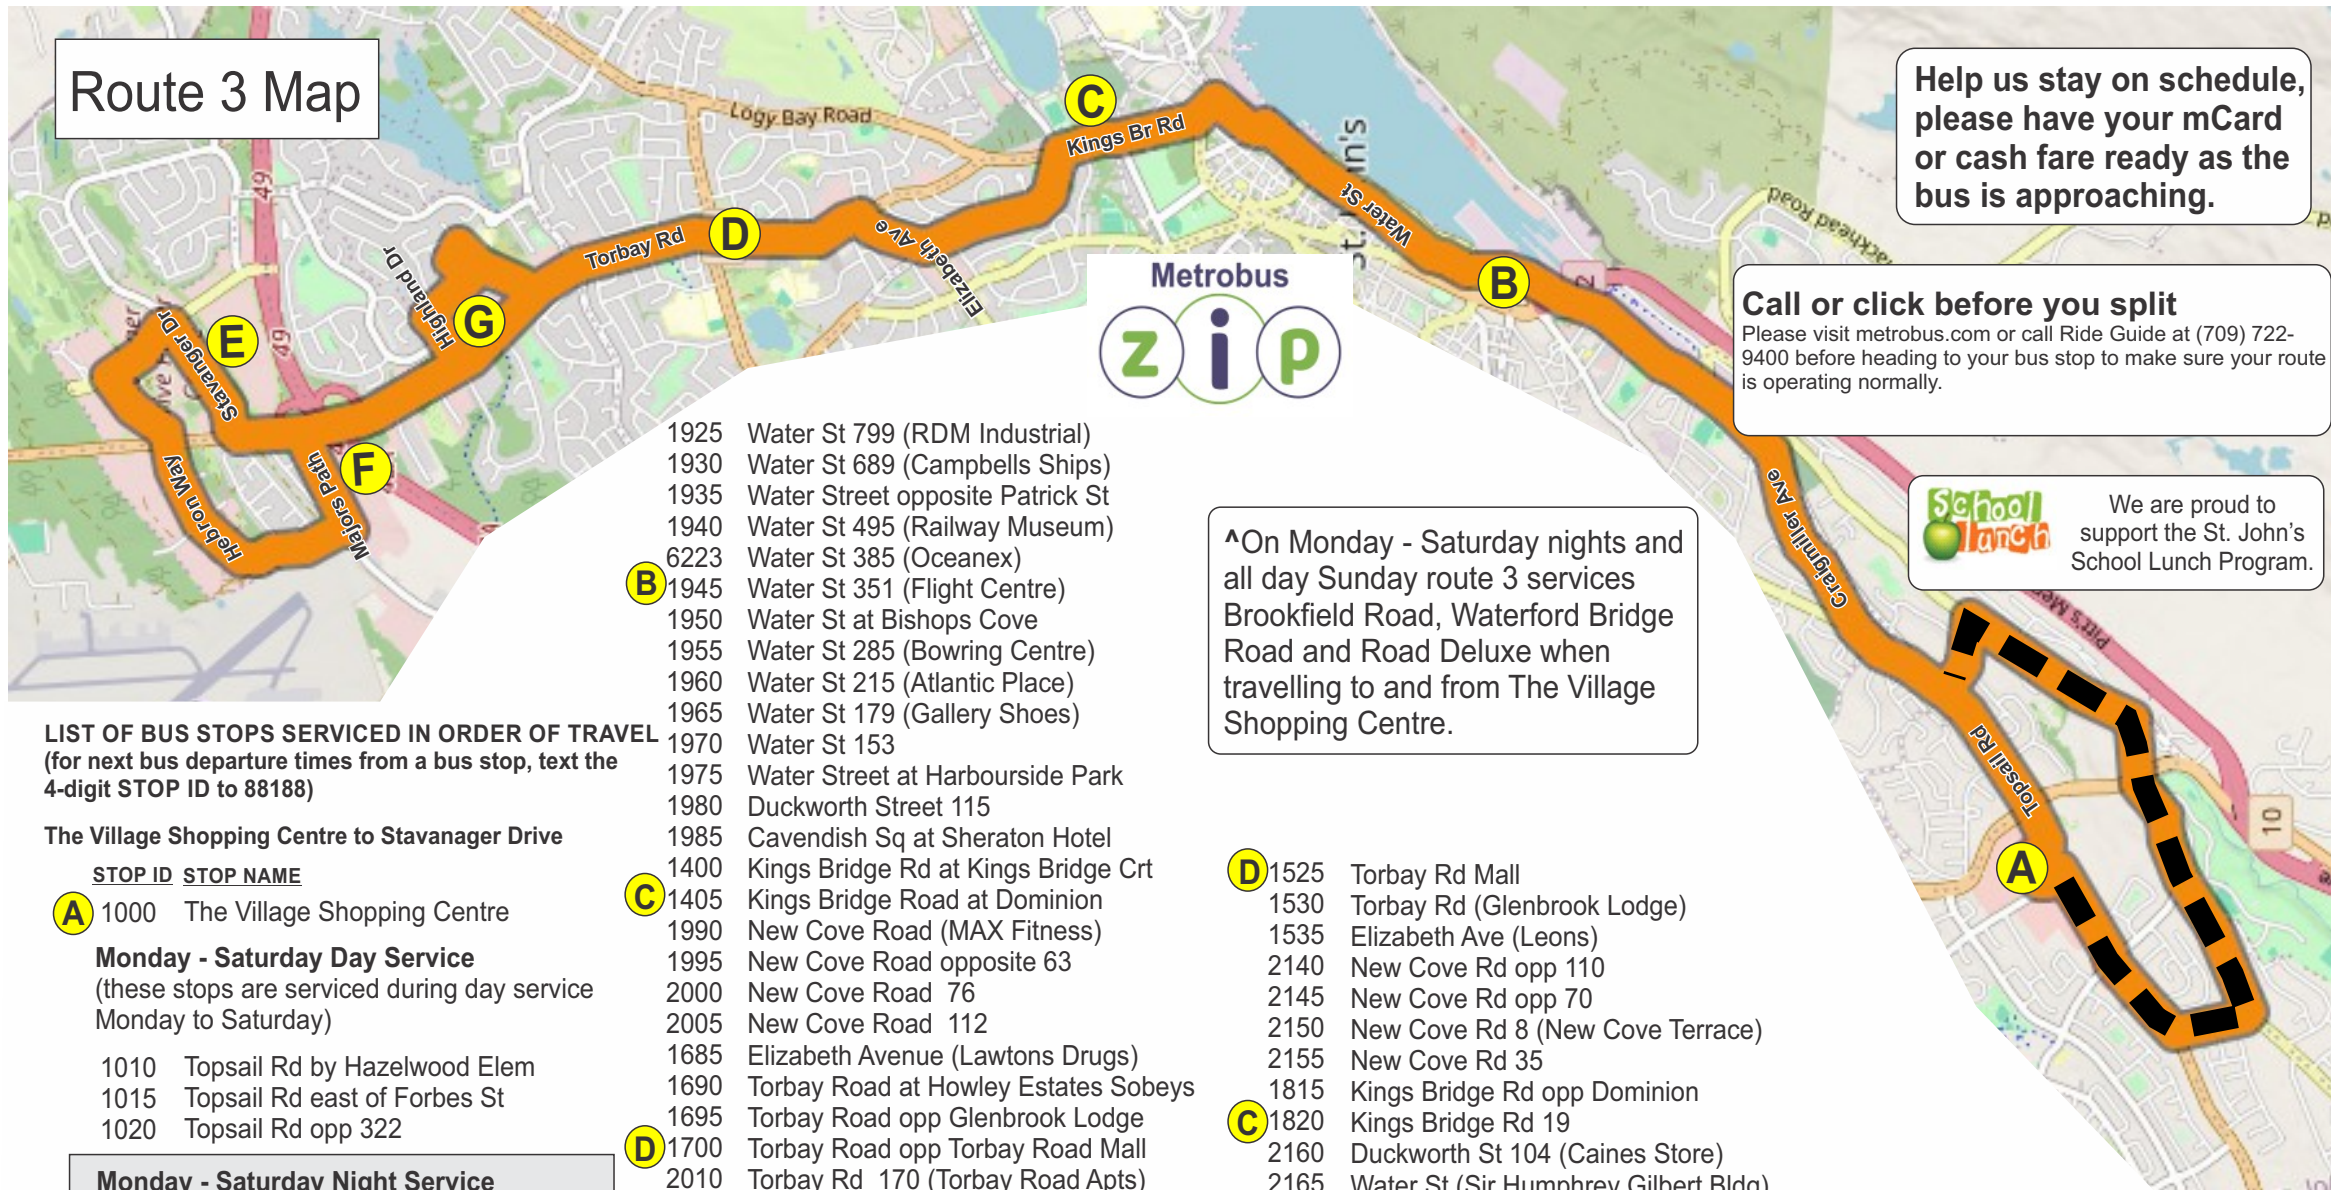 Route 3 Map
Logy Bay Road
C
Kings Br Rd
49
Highland Dr
Torbay Rd
D
Elizabeth Ave
Elizabeth Ave
Water St
B
2
Stavanger Dr
E
49
G
F
Hebron Way
Majors Path
Metrobus
zip
Help us stay on schedule,
please have your mCard
or cash fare ready as the
bus is approaching.
Call or click before you split
Please visit metrobus.com or call Ride Guide at (709) 722-
9400 before heading to your bus stop to make sure your route
is operating normally.
School
lunch
We are proud to
support the St. John’s
School Lunch Program.
Craigmiller Ave
Topsail Rd
10
A
^On Monday - Saturday nights and
all day Sunday route 3 services
Brookfield Road, Waterford Bridge
Road and Road Deluxe when
travelling to and from The Village
Shopping Centre.
LIST OF BUS STOPS SERVICED IN ORDER OF TRAVEL
(for next bus departure times from a bus stop, text the
4-digit STOP ID to 88188)
The Village Shopping Centre to Stavanager Drive
STOP ID STOP NAME
A 1000 The Village Shopping Centre
Monday - Saturday Day Service
(these stops are serviced during day service
Monday to Saturday)
1010 Topsail Rd by Hazelwood Elem
1015 Topsail Rd east of Forbes St
1020 Topsail Rd opp 322
Monday - Saturday Night Service
1925 Water St 799 (RDM Industrial)
1930 Water St 689 (Campbells Ships)
1935 Water Street opposite Patrick St
1940 Water St 495 (Railway Museum)
6223 Water St 385 (Oceanex)
B 1945 Water St 351 (Flight Centre)
1950 Water St at Bishops Cove
1955 Water St 285 (Bowring Centre)
1960 Water St 215 (Atlantic Place)
1965 Water St 179 (Gallery Shoes)
1970 Water St 153
1975 Water Street at Harbourside Park
1980 Duckworth Street 115
1985 Cavendish Sq at Sheraton Hotel
1400 Kings Bridge Rd at Kings Bridge Crt
C 1405 Kings Bridge Road at Dominion
1990 New Cove Road (MAX Fitness)
1995 New Cove Road opposite 63
2000 New Cove Road 76
2005 New Cove Road 112
1685 Elizabeth Avenue (Lawtons Drugs)
1690 Torbay Road at Howley Estates Sobeys
1695 Torbay Road opp Glenbrook Lodge
D 1700 Torbay Road opp Torbay Road Mall
2010 Torbay Rd 170 (Torbay Road Apts)
D 1525 Torbay Rd Mall
1530 Torbay Rd (Glenbrook Lodge)
1535 Elizabeth Ave (Leons)
2140 New Cove Rd opp 110
2145 New Cove Rd opp 70
2150 New Cove Rd 8 (New Cove Terrace)
2155 New Cove Rd 35
1815 Kings Bridge Rd opp Dominion
C 1820 Kings Bridge Rd 19
2160 Duckworth St 104 (Caines Store)
2165 Water St (Sir Humphrey Gilbert Bldg)